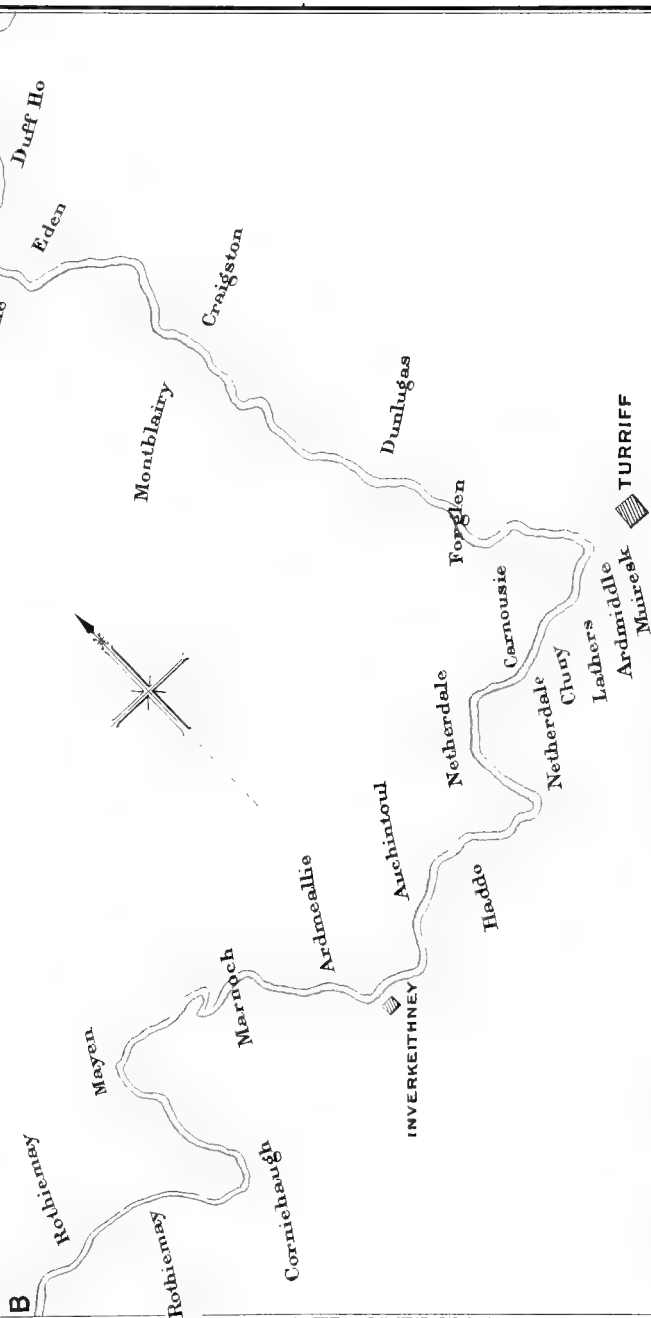 B
Rothiemay
Rothiemay
Mayen
Cornichaugh
Marnoch
Ardmeallie
INVERKEITHNEY
Auchintoul
Haddo
Netherdale
Netherdale
Cluny
Carnousie
Lathers
Ardmiddle
Muiresk
TURRIFF
Forglen
Dunlugas
Montblairy
Craigston
Eden
Duff Ho